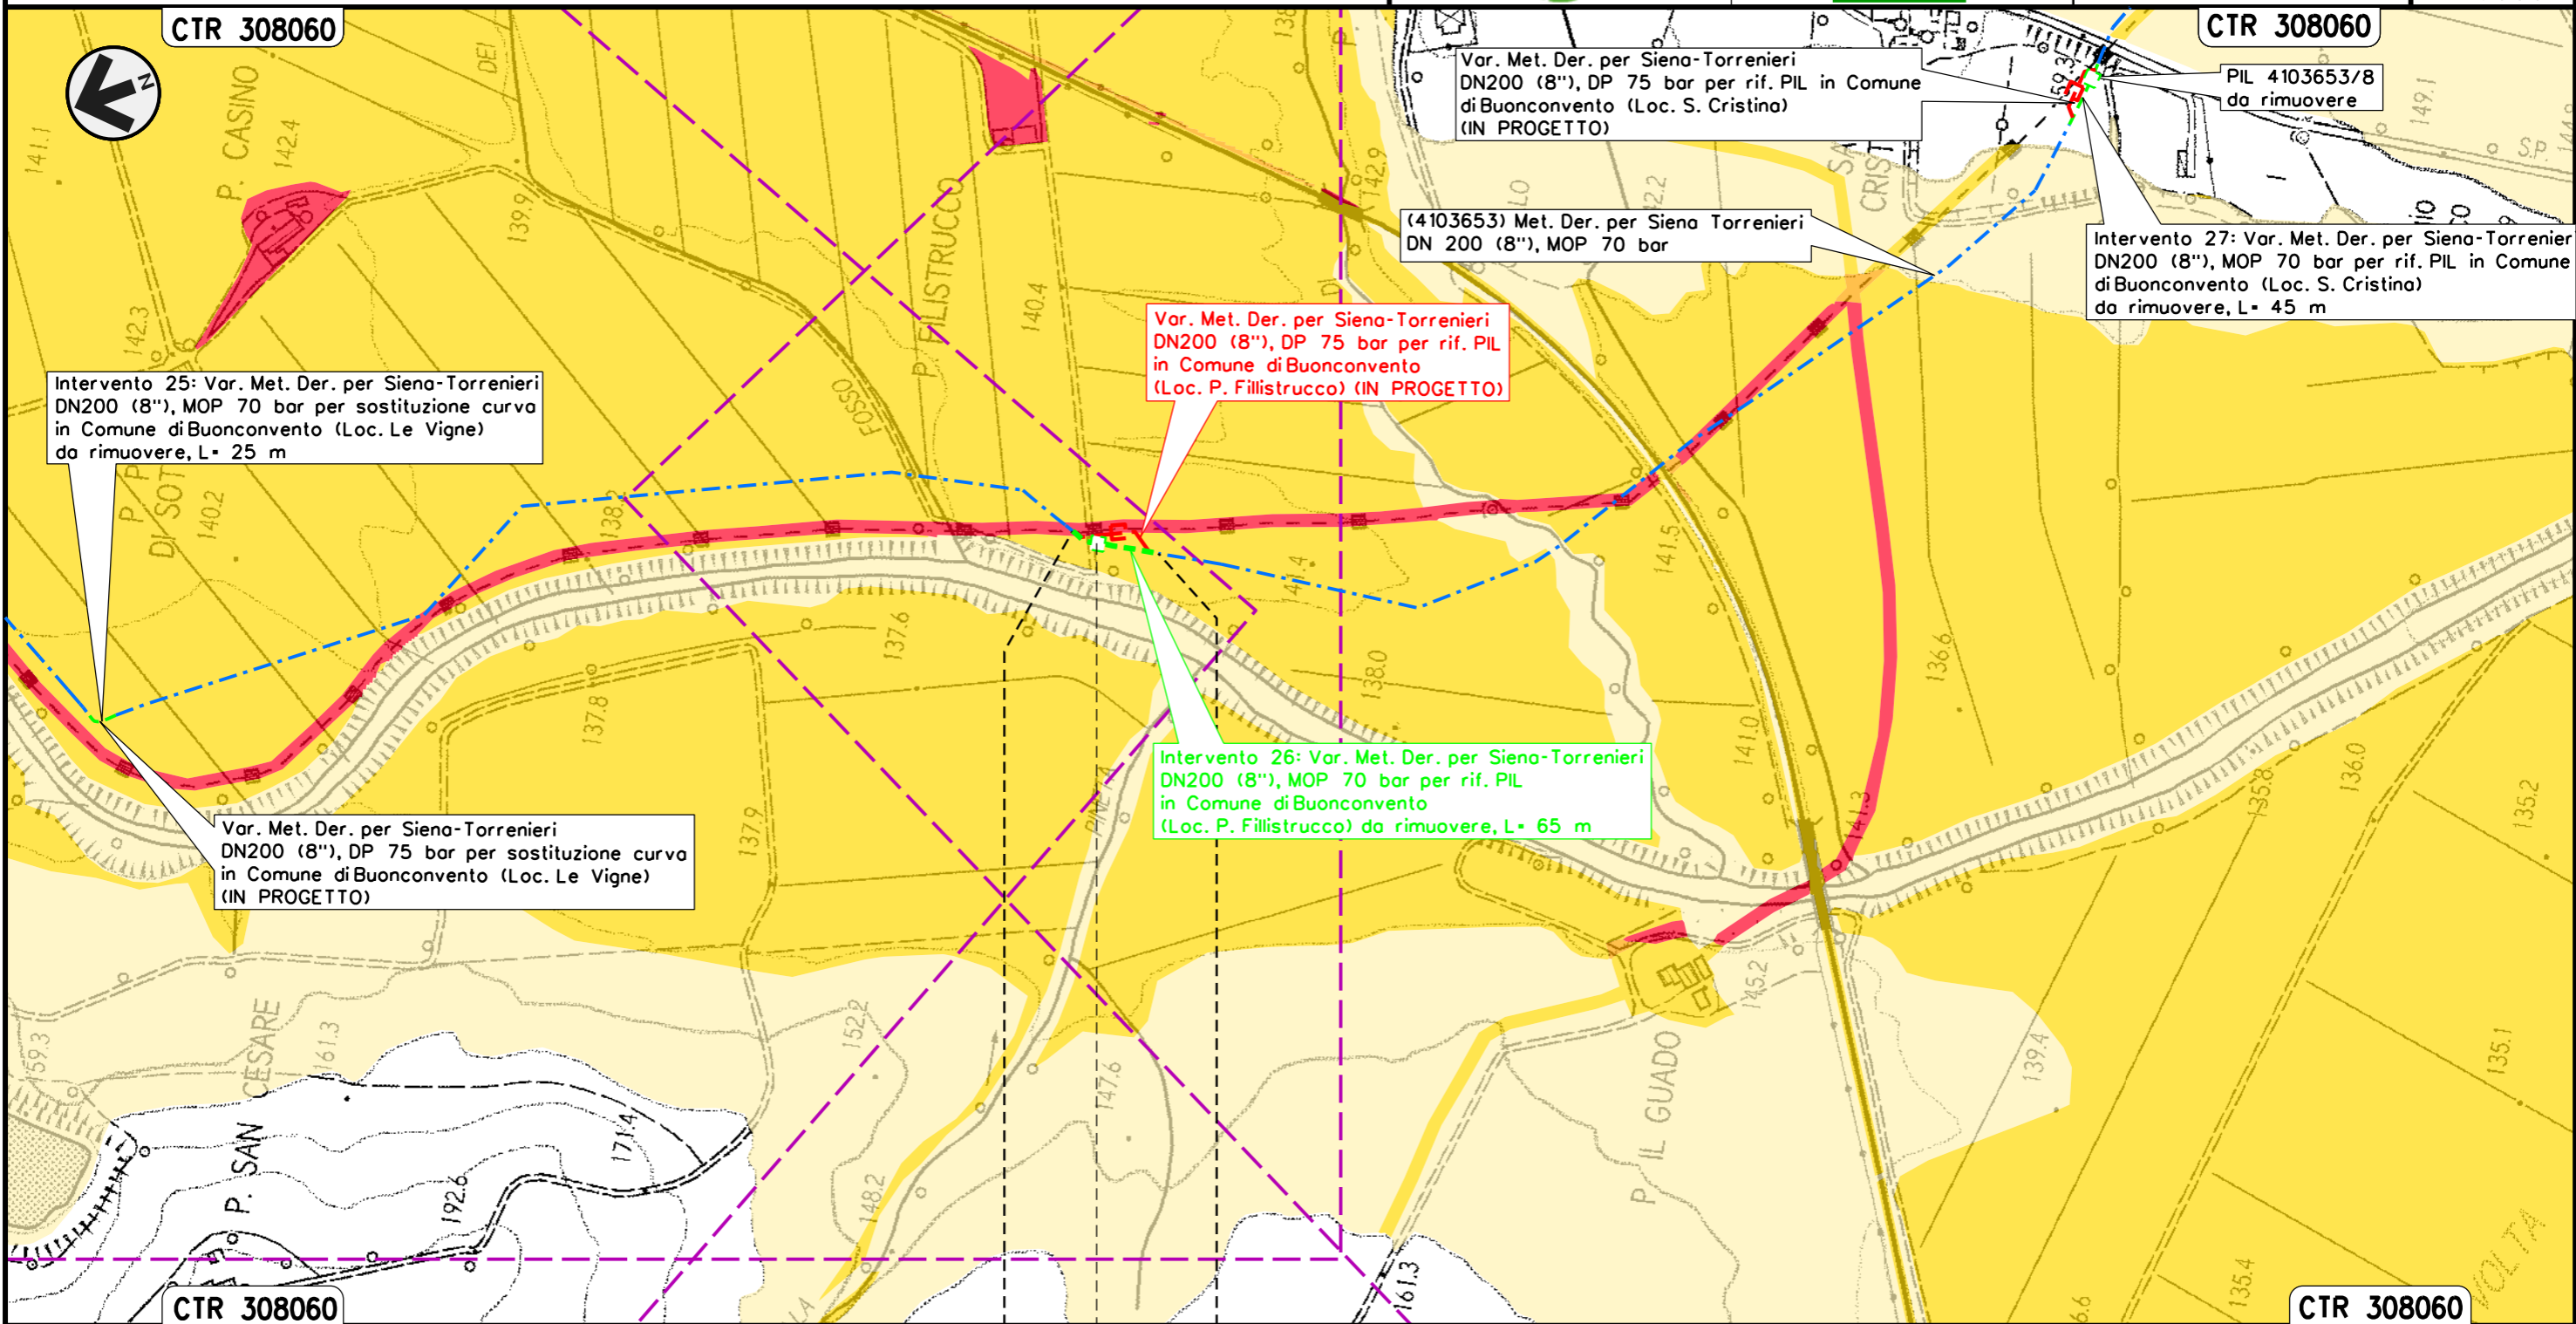 CTR 308060
CTR 308060
N
Var. Met. Der. per Siena-Torrenieri
DN200 (8"), DP 75 bar per rif. PIL in Comune
di Buonconvento (Loc. S. Cristina)
(IN PROGETTO)
PIL 4103653/8
da rimuovere
(4103653) Met. Der. per Siena Torrenieri
DN 200 (8"), MOP 70 bar
Intervento 27: Var. Met. Der. per Siena-Torrenier
DN200 (8"), MOP 70 bar per rif. PIL in Comune
di Buonconvento (Loc. S. Cristina)
da rimuovere, L= 45 m
Var. Met. Der. per Siena-Torrenieri
DN200 (8"), DP 75 bar per rif. PIL
in Comune di Buonconvento
(Loc. P. Fillistrucco) (IN PROGETTO)
Intervento 25: Var. Met. Der. per Siena-Torrenieri
DN200 (8"), MOP 70 bar per sostituzione curva
in Comune di Buonconvento (Loc. Le Vigne)
da rimuovere, L= 25 m
Intervento 26: Var. Met. Der. per Siena-Torrenieri
DN200 (8"), MOP 70 bar per rif. PIL
in Comune di Buonconvento
(Loc. P. Fillistrucco) da rimuovere, L= 65 m
Var. Met. Der. per Siena-Torrenieri
DN200 (8"), DP 75 bar per sostituzione curva
in Comune di Buonconvento (Loc. Le Vigne)
(IN PROGETTO)
141.1
P. CASINO
142.4
DEI
139.9
142.3
P. FILISTRUCCO
140.4
142.9
DI
149.1
S.P.
FOSSO
140.2
138.2
141.5
136.6
137.6
137.8
138.0
141.0
141.3
137.9
PINETA
136.0
135.8
135.2
145.2
152.2
147.6
P. IL GUADO
139.4
135.1
159.3
P. SAN CESARE
161.3
171.4
192.6
148.2
161.3
135.4
VOLTA
CTR 308060
CTR 308060